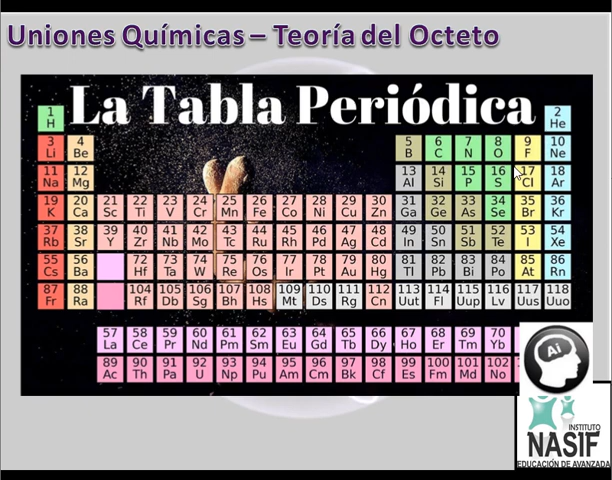 Uniones Químicas – Teoría del Octeto
La Tabla Periódica
1 2
H He
3 4 5 6 7 8 9 10
Li Be B C N O F Ne
11 12 13 14 15 16 17 18
Na Mg Al Si P S Cl Ar
19 20 21 22 23 24 25 26 27 28 29 30 31 32 33 34 35 36
K Ca Sc Ti V Cr Mn Fe Co Ni Cu Zn Ga Ge As Se Br Kr
37 38 39 40 41 42 43 44 45 46 47 48 49 50 51 52 53 54
Rb Sr Y Zr Nb Mo Tc Ru Rh Pd Ag Cd In Sn Sb Te I Xe
55 56 72 73 74 75 76 77 78 79 80 81 82 83 84 85 86
Cs Ba Hf Ta W Re Os Ir Pt Au Hg Tl Pb Bi Po At Rn
87 88 104 105 106 107 108 109 110 111 112 113 114 115 116 117 118
Fr Ra Rf Db Sg Bh Hs Mt Ds Rg Cn Uut Fl Uup Lv Uus Uuo
57 58 59 60 61 62 63 64 65 66 67 68 69 70
La Ce Pr Nd Pm Sm Eu Gd Tb Dy Ho Er Tm Yb
89 90 91 92 93 94 95 96 97 98 99 100 101 102
Ac Th Pa U Np Pu Am Cm Bk Cf Es Fm Md No
Ai
INSTITUTO
NASIF
EDUCACIÓN DE AVANZADA